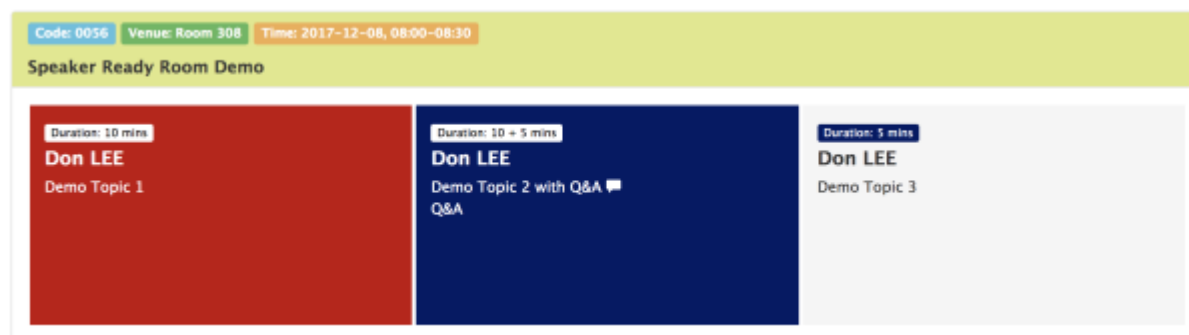 Code: 0056 Venue: Room 308 Time: 2017-12-08, 08:00-08:30
Speaker Ready Room Demo
Duration: 10 mins
Don LEE
Demo Topic 1
Duration: 10 + 5 mins
Don LEE
Demo Topic 2 with Q&A
Q&A
Duration: 5 mins
Don LEE
Demo Topic 3